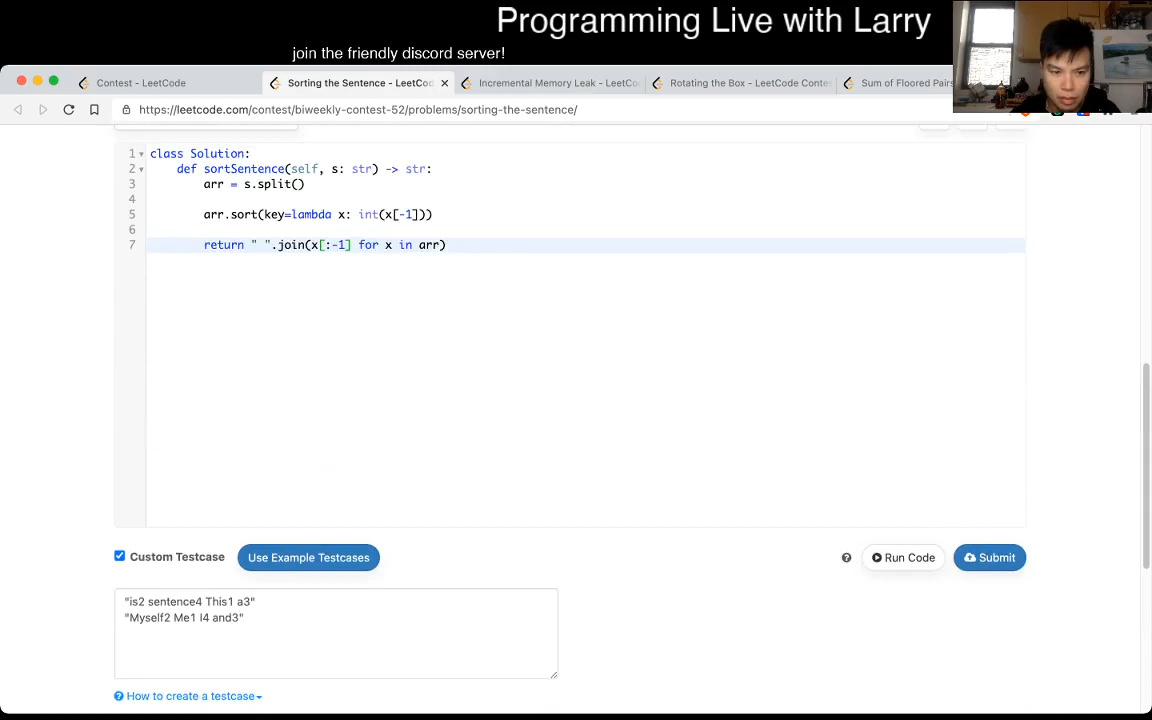 Programming Live with Larry
join the friendly discord server!
Contest - LeetCode
Sorting the Sentence - LeetCod
Incremental Memory Leak - LeetCo
Rotating the Box - LeetCode Contes
Sum of Floored Pairs
https://leetcode.com/contest/biweekly-contest-52/problems/sorting-the-sentence/
1 class Solution:
2 def sortSentence(self, s: str) -> str:
3 arr = s.split()
4
5 arr.sort(key=lambda x: int(x[-1]))
6
7 return " ".join(x[:-1] for x in arr)
Custom Testcase
Use Example Testcases
Run Code
Submit
"is2 sentence4 This1 a3"
"Myself2 Me1 I4 and3"
How to create a testcase